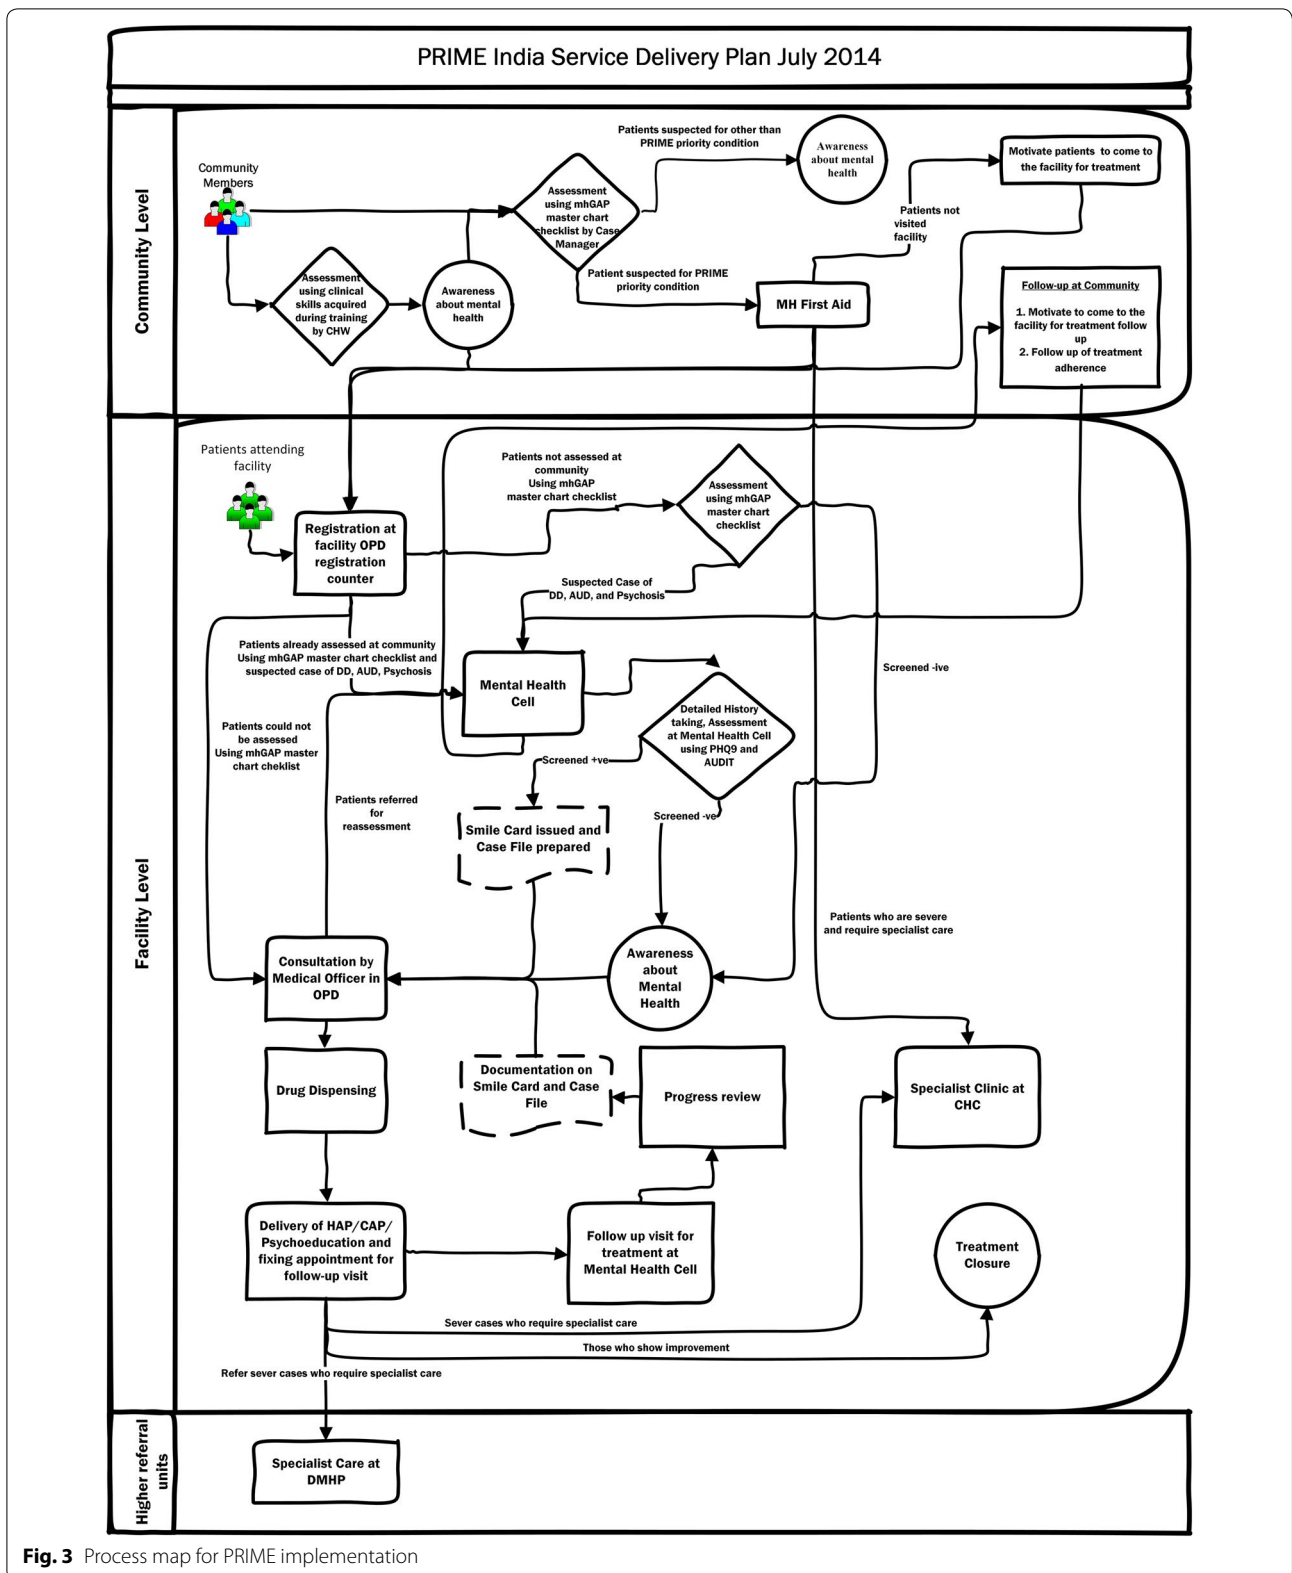 PRIME India Service Delivery Plan July 2014
Community Level
Community
Members
Assessment
using clinical
skills acquired
during training
by CHW
Awareness
about mental
health
Assessment
using mhGAP
master chart
checklist by Case
Manager
Patients suspected for other than
PRIME priority condition
Awareness
about mental
health
Patient suspected for PRIME
priority condition
MH First Aid
Patients not
visited
facility
Motivate patients to come to
the facility for treatment
Follow-up at Community
1. Motivate to come to the
facility for treatment follow
up
2. Follow up of treatment
adherence
Facility Level
Patients attending
facility
Registration at
facility OPD
registration
counter
Patients not assessed at
community
Using mhGAP
master chart checklist
Assessment
using mhGAP
master chart
checklist
Suspected Case of
DD, AUD, and Psychosis
Patients already assessed at community
Using mhGAP master chart checklist and
suspected case of DD, AUD, Psychosis
Mental Health
Cell
Screened -ive
Detailed History
taking, Assessment
at Mental Health Cell
using PHQ9 and
AUDIT
Patients could not
be assessed
Using mhGAP master
chart cheklist
Screened +ve
Patients referred
for
reassessment
Screened -ve
Smile Card issued and
Case File prepared
Patients who are severe
and require specialist care
Consultation by
Medical Officer in
OPD
Awareness
about
Mental
Health
Drug Dispensing
Documentation on
Smile Card and Case
File
Progress review
Specialist Clinic at
CHC
Delivery of HAP/CAP/
Psychoeducation and
fixing appointment for
follow-up visit
Follow up visit for
treatment at
Mental Health Cell
Treatment
Closure
Sever cases who require specialist care
Those who show improvement
Refer sever cases who require specialist care
Higher referral
units
Specialist Care at
DMHP
Fig. 3 Process map for PRIME implementation